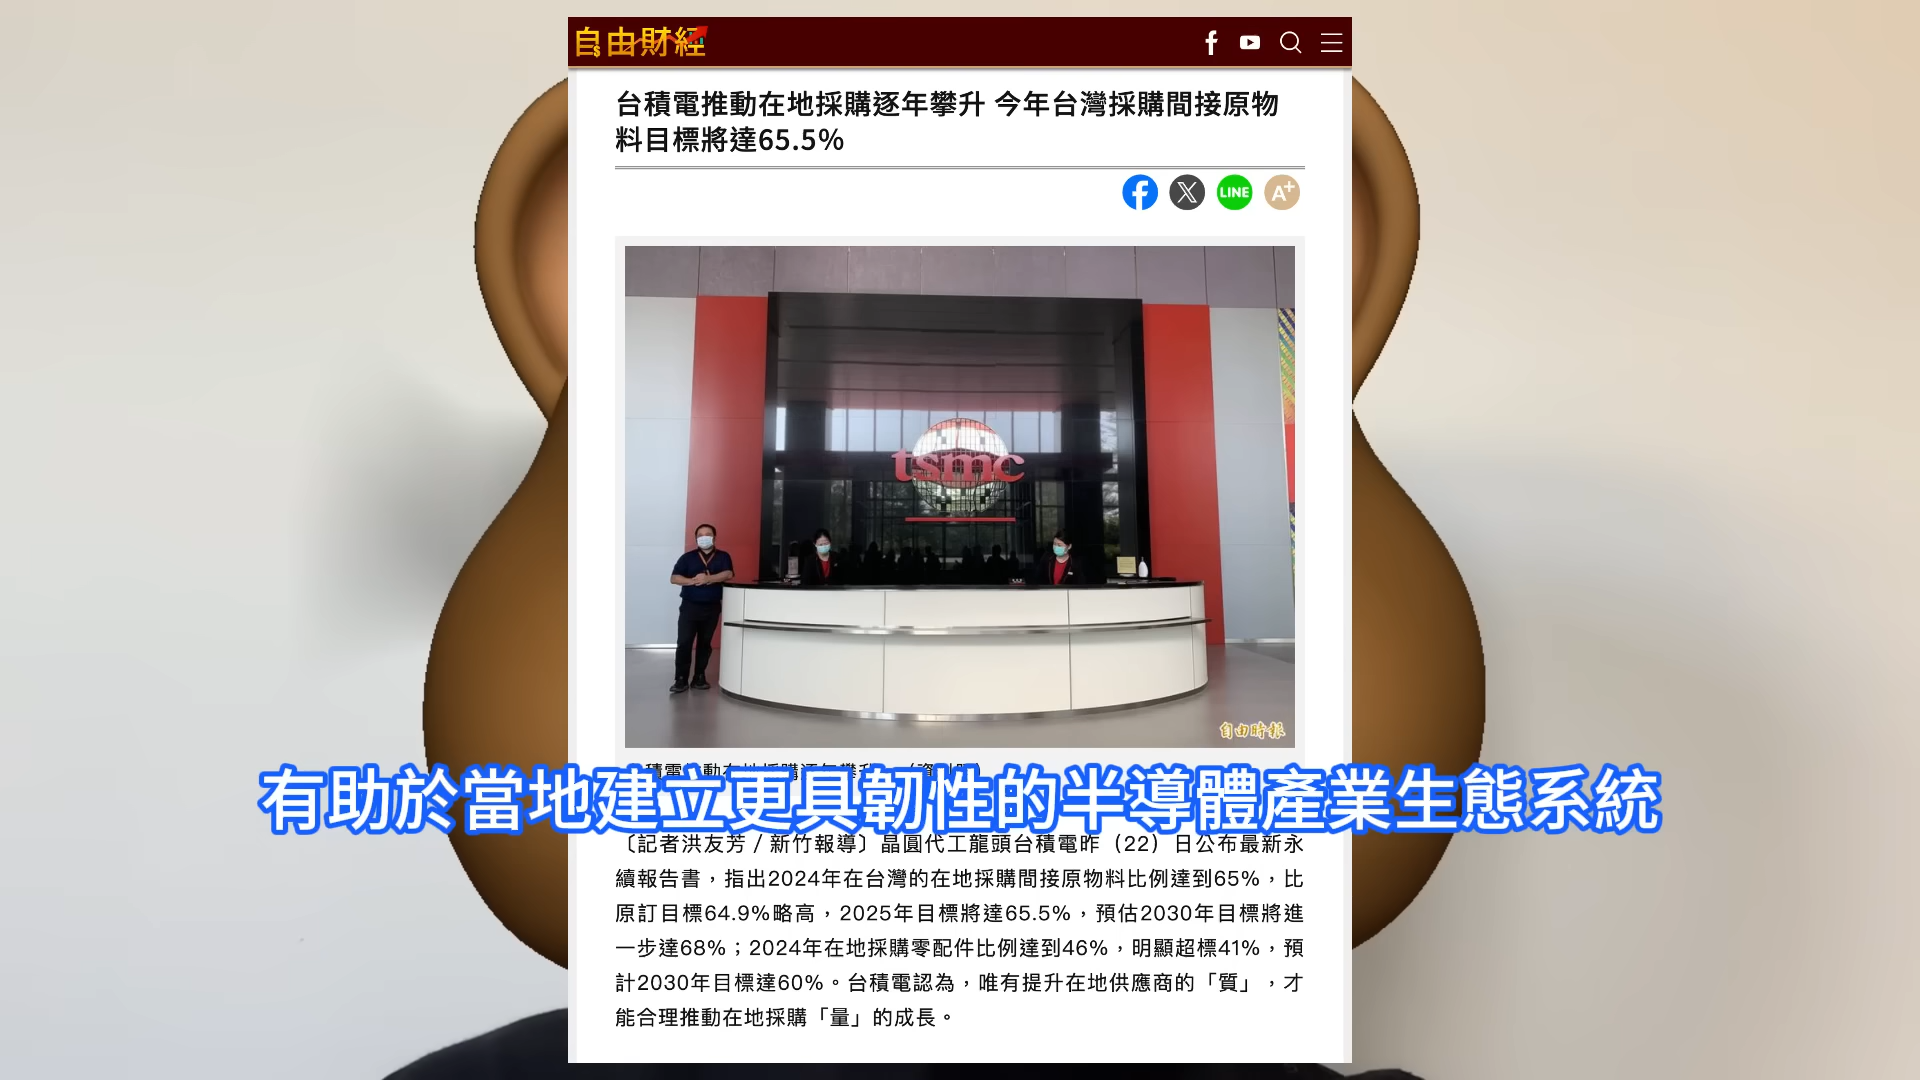 自由財經
台積電推動在地採購逐年攀升 今年台灣採購間接原物
料目標將達65.5%
LINE
A+
tsmc
自由時報
有助於當地建立更具韌性的半導體產業生態系統
〔記者洪友芳/新竹報導〕晶圓代工龍頭台積電昨(22)日公布最新永
續報告書,指出2024年在台灣的在地採購間接原物料比例達到65%,比
原訂目標64.9%略高,2025年目標將達65.5%,預估2030年目標將進
一步達68%;2024年在地採購零配件比例達到46%,明顯超標41%,預
計2030年目標達60%。台積電認為,唯有提升在地供應商的「質」,才
能合理推動在地採購「量」的成長。